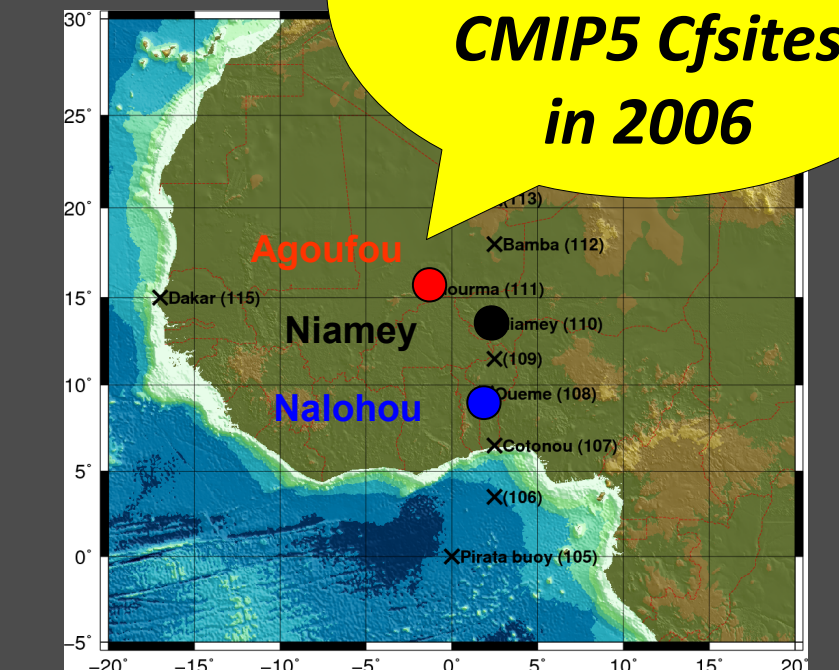 CMIP5 Cfsites
in 2006
30°
25°
20°
(113)
Bamba (112)
Agoufou
ourma (111)
15°
Dakar (115)
Niamey
iamey (110)
(109)
10°
Oueme (108)
Nalohou
Cotonou (107)
5°
(106)
0°
Pirata buoy (105)
−5°
−20° −15° −10° −5° 0° 5° 10° 15° 20°